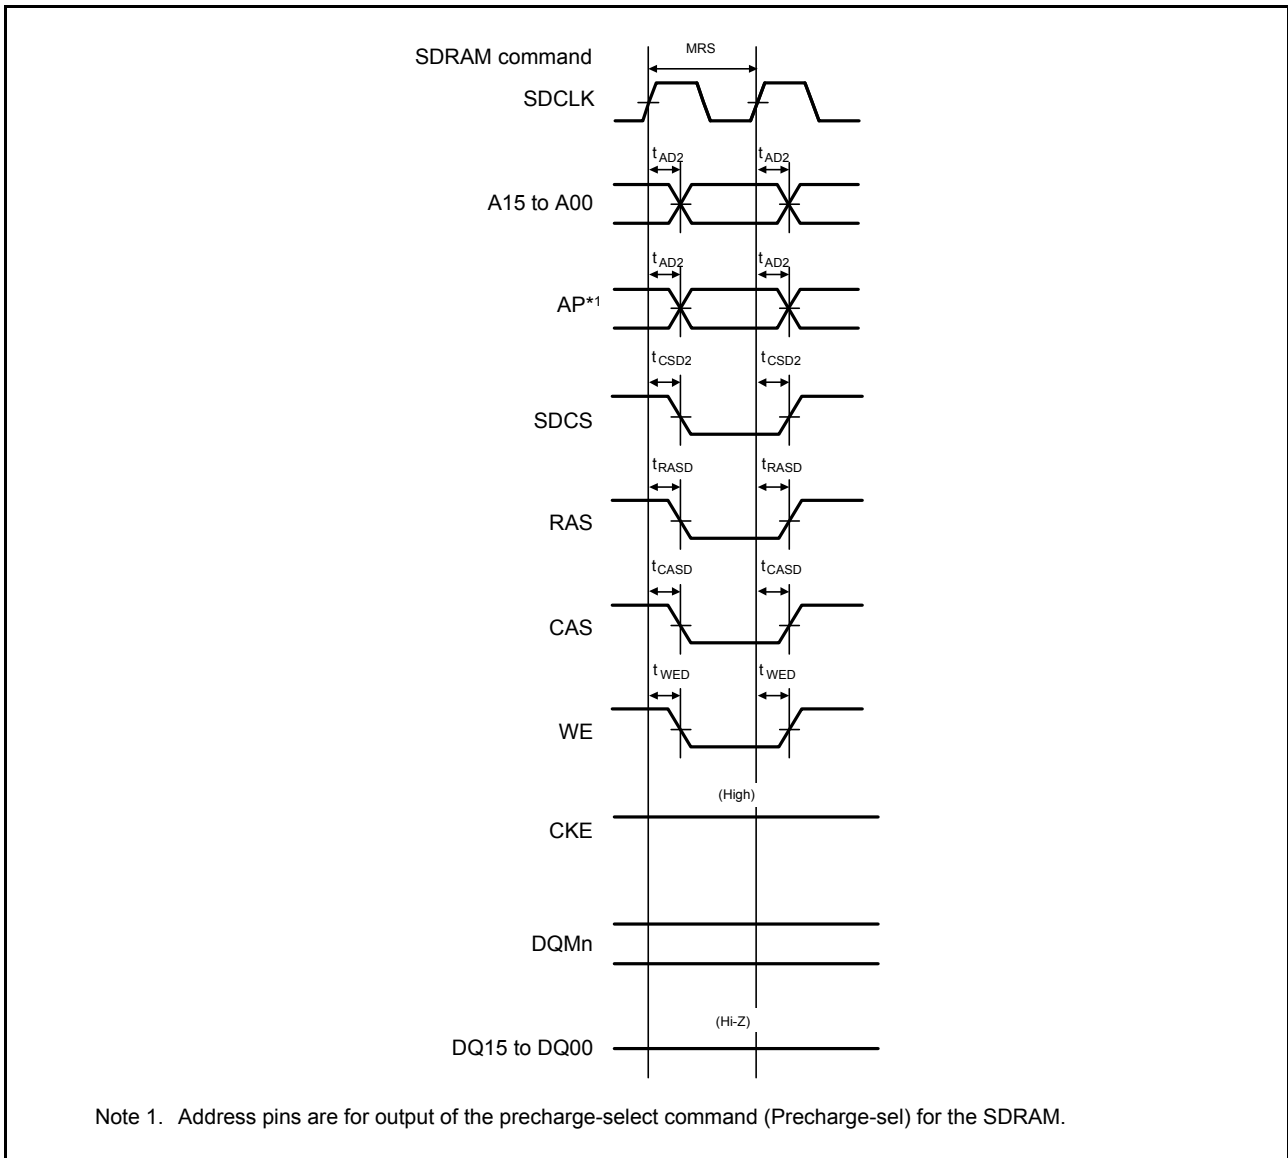 SDRAM command
MRS
SDCLK
tAD2 tAD2
A15 to A00
tAD2 tAD2
AP*1
tCSD2 tCSD2
SDCS
tRASD tRASD
RAS
tCASD tCASD
CAS
tWED tWED
WE
(High)
CKE
DQMn
(Hi-Z)
DQ15 to DQ00
Note 1. Address pins are for output of the precharge-select command (Precharge-sel) for the SDRAM.